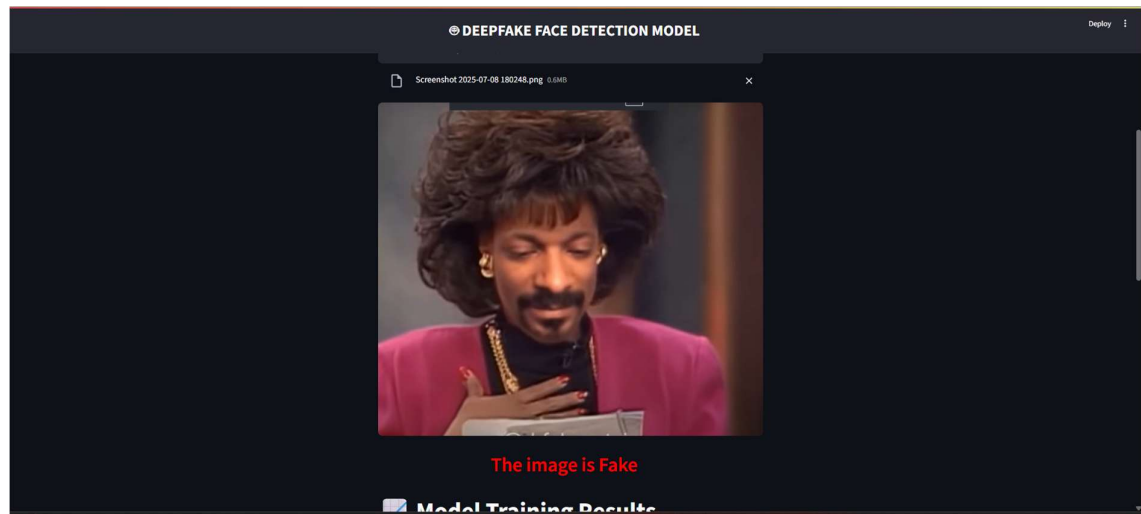 DEEPFAKE FACE DETECTION MODEL
Deploy
Screenshot 2025-07-08 180248.png 0.6MB
The image is Fake
Model Training Results